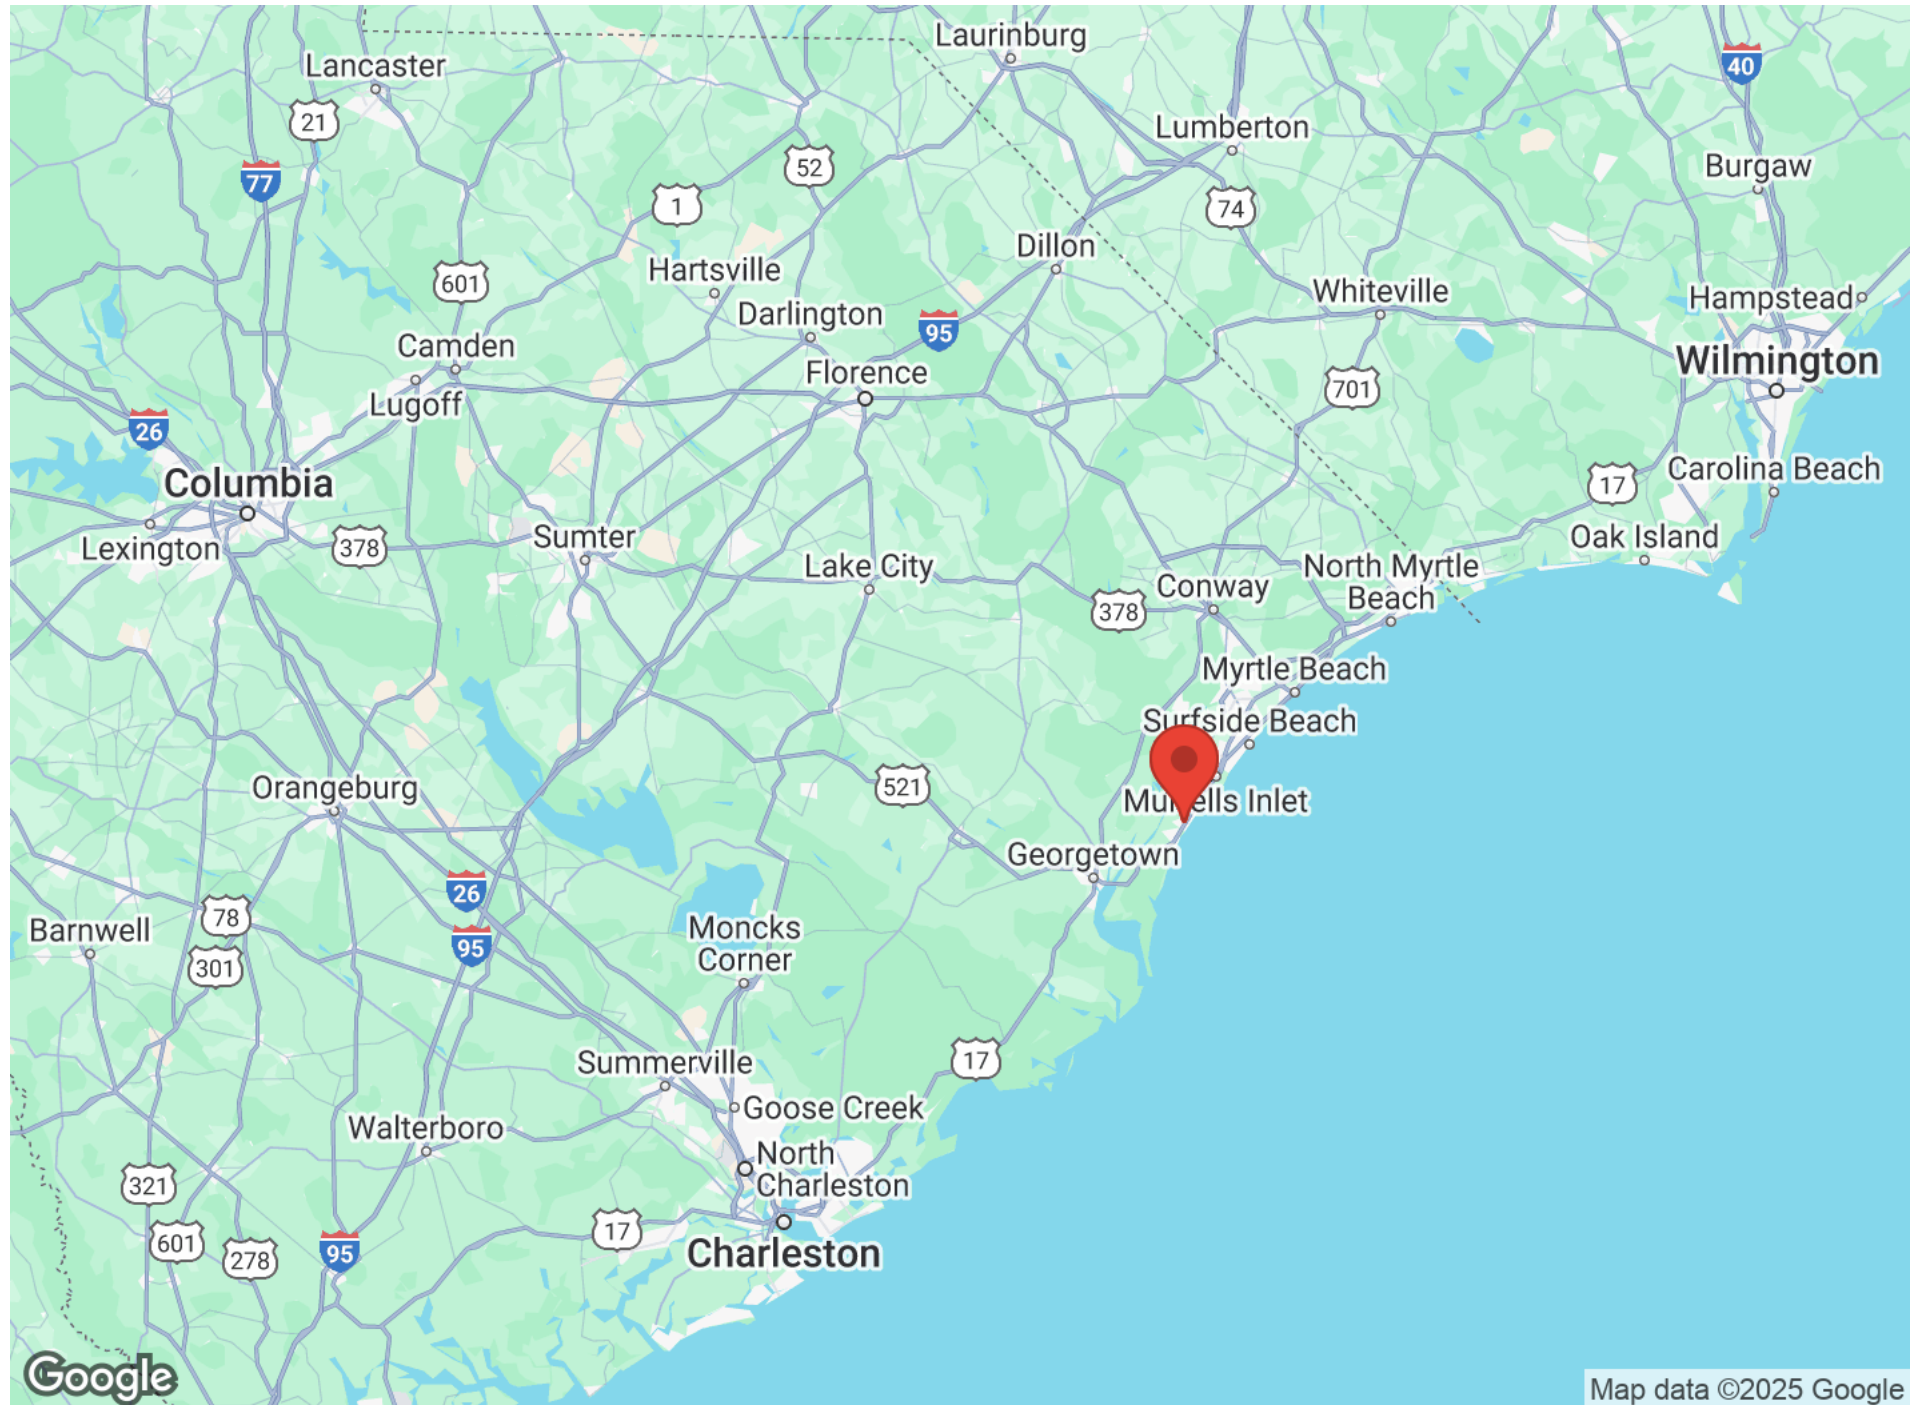 Laurinburg
Lancaster
40
21
Lumberton
52
Burgaw
77
1
74
Dillon
Hartsville
601
Whiteville
Hampstead
Darlington
95
Camden
Wilmington
Florence
701
Lugoff
26
Carolina Beach
Columbia
17
Sumter
Oak Island
Lexington
378
Lake City
North Myrtle
Beach
Conway
378
Myrtle Beach
Surfside Beach
Orangeburg
521
Inlet
Georgetown
26
78
Moncks
Corner
Barnwell
95
301
Summerville
17
Goose Creek
Walterboro
North
Charleston
321
17
601
278
95
Charleston
Google
Map data ©2025 Google